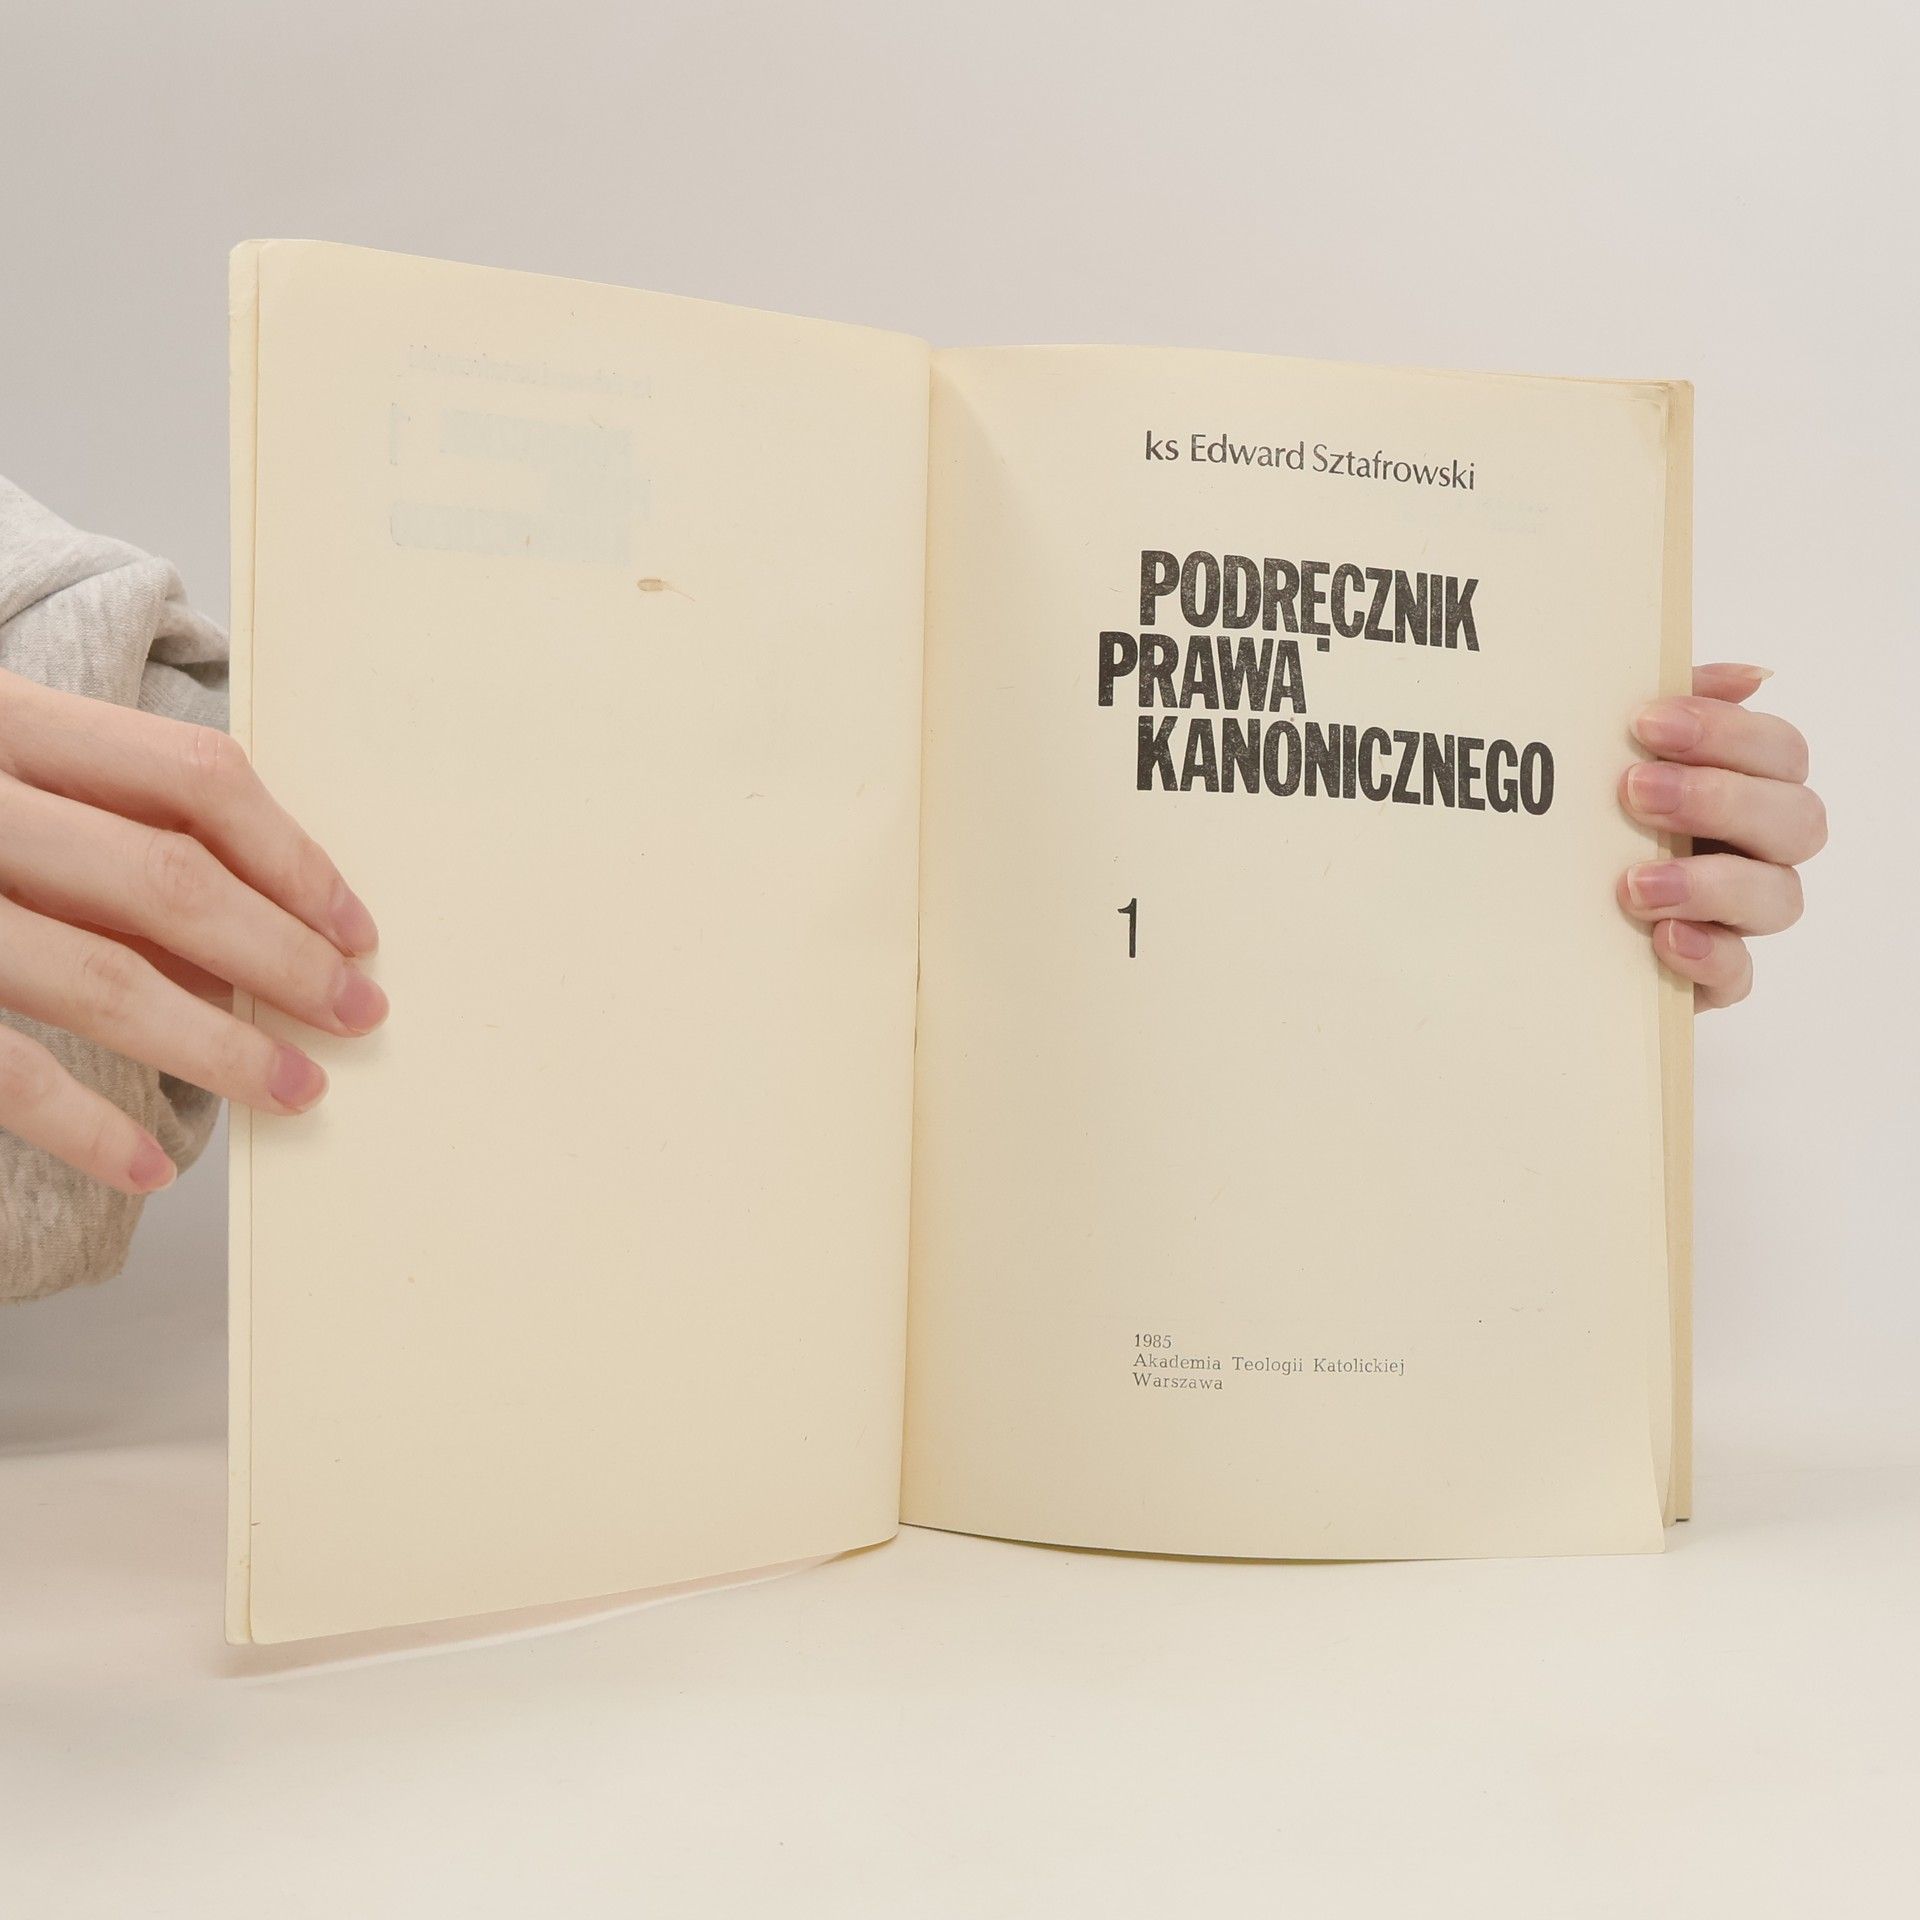 ks Edward Sztafrowski
PODRĘCZNIK
PRAWA
KANONICZNEGO
1
1985
Akademia Teologii Katolickiej
Warszawa